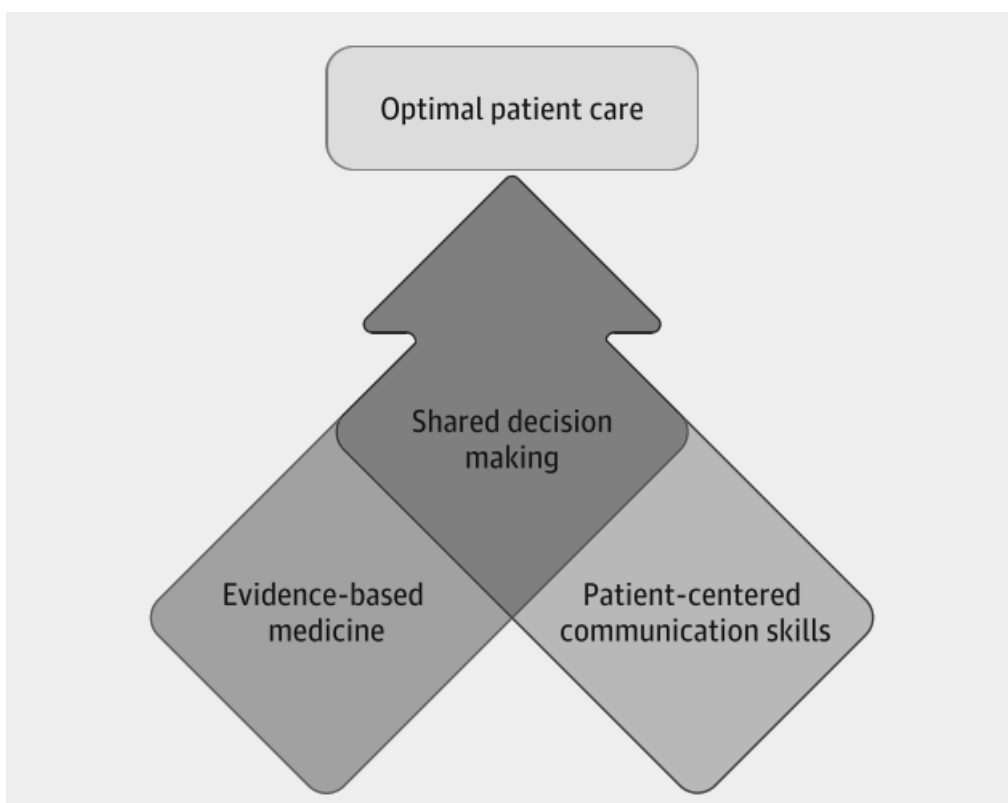 Optimal patient care
Shared decision
making
Evidence-based
medicine
Patient-centered
communication skills